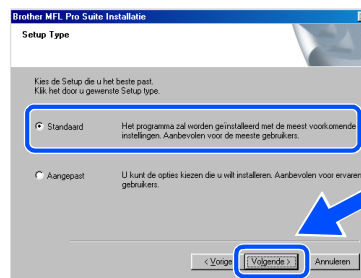 Brother MFL Pro Suite Installatie
Setup Type
Kies de Setup die u het beste past.
Klik het door u gewenste Setup type.
Standaard
Het programma zal worden geïnstalleerd met de meest voorkomende
instellingen. Aanbevolen voor de meeste gebruikers.
Aangepast
U kunt de opties kiezen die u wilt installeren. Aanbevolen voor ervaren
gebruikers.
< Vorige
Volgende >
Annuleren